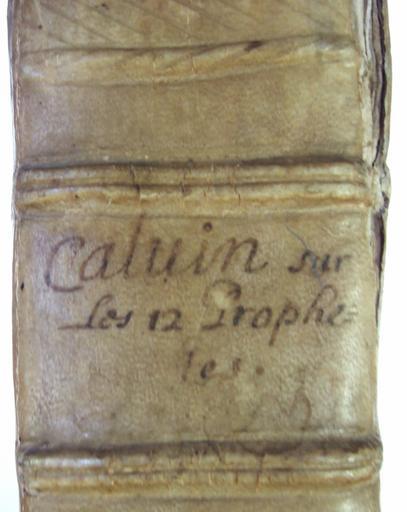 Caluin sur
Les 12 Prophe=
tes.